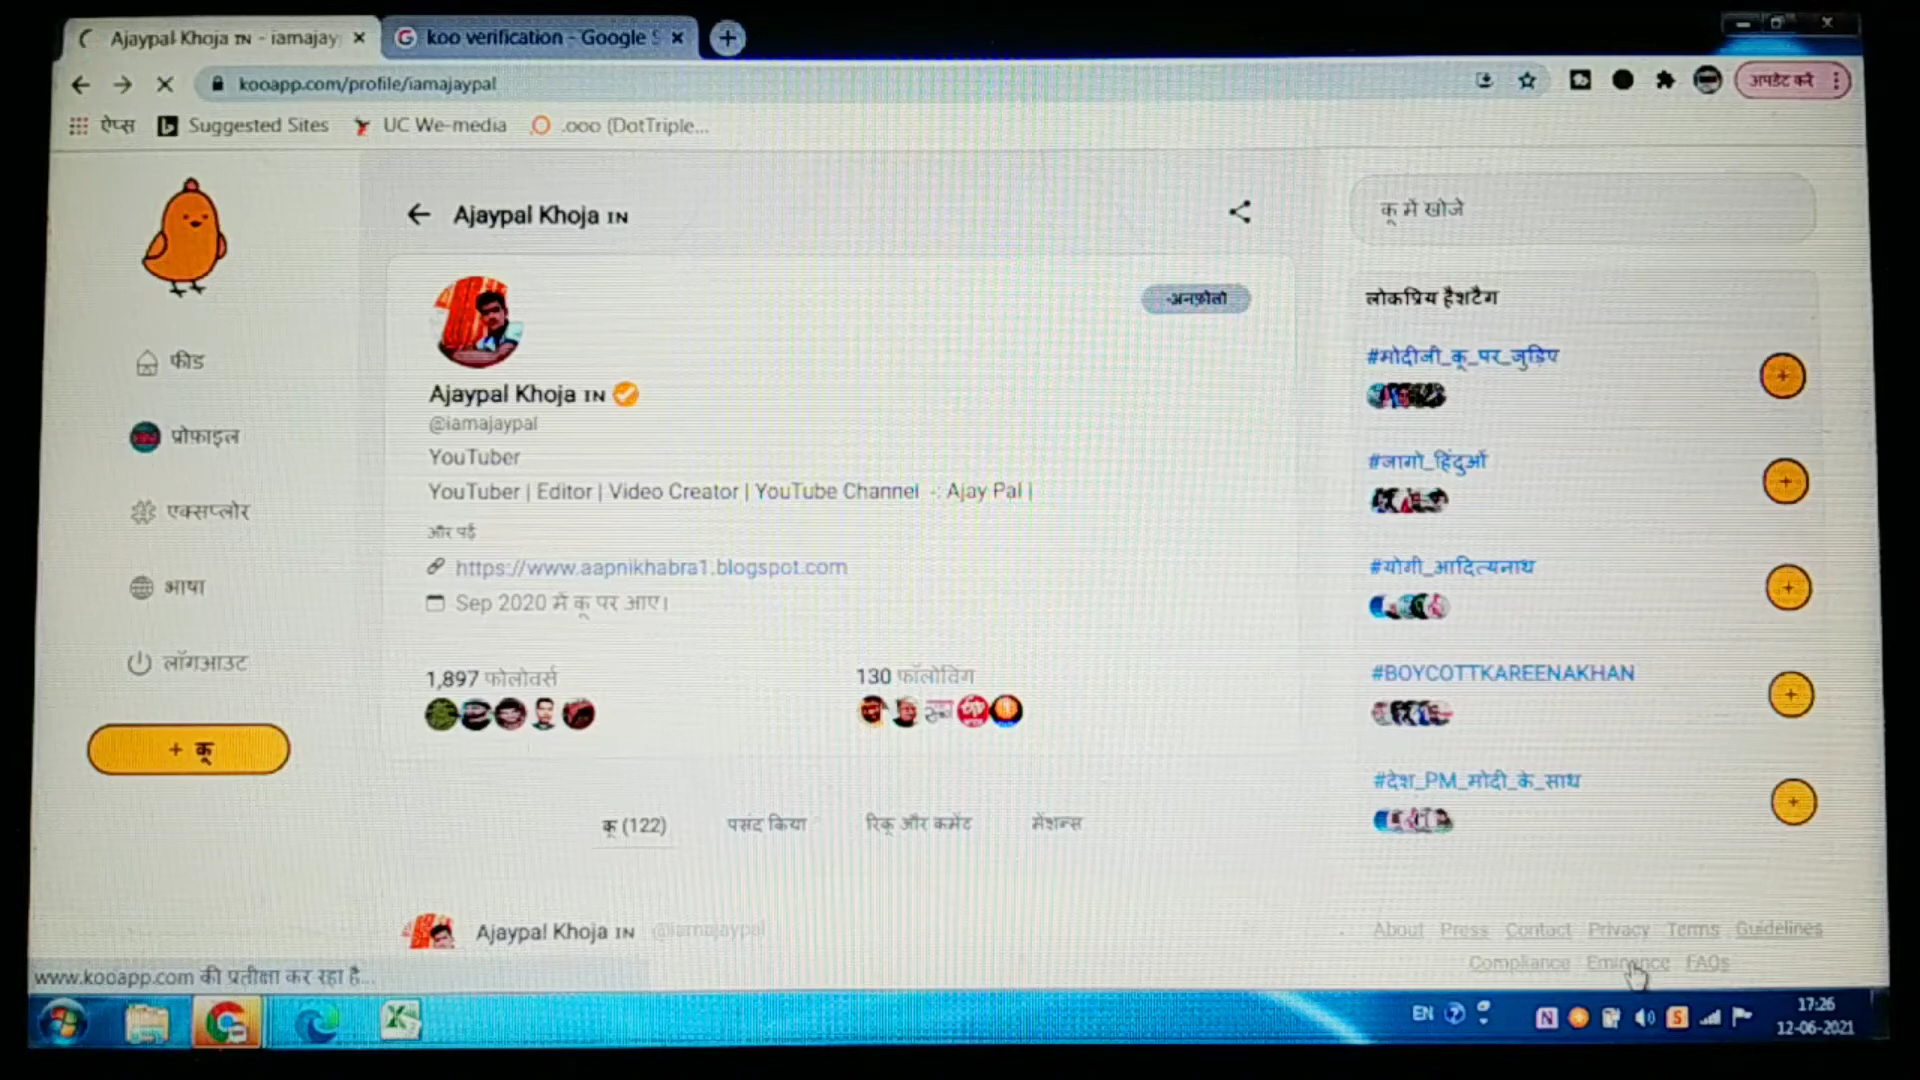 Ajaypal Khoja IN - iamajay
koo verification - Google S
kooapp.com/profile/iamajaypal
अपडेट करें
ऐप्स
Suggested Sites
UC We-media
.ooo (DotTriple...
Ajaypal Khoja IN
कू में खोजे
फीड
प्रोफ़ाइल
एक्सप्लोर
भाषा
लॉगआउट
+ कू
-अनफ़ोलो
Ajaypal Khoja IN
@iamajaypal
YouTuber
YouTuber | Editor | Video Creator | YouTube Channel -: Ajay Pal |
और पढ़ें
https://www.aapnikhabra1.blogspot.com
Sep 2020 में कू पर आए।
1,897 फोलोवर्स
130 फॉलोविंग
कू (122)
पसंद किया
रिकू और कमेंट
मेंशन्स
Ajaypal Khoja IN @iamajaypal
लोकप्रिय हैशटैग
#मोदीजी_कू_पर_जुड़िए
#जागो_हिंदुओं
#योगी_आदित्यनाथ
#BOYCOTTKAREENAKHAN
#देश_PM_मोदी_के_साथ
About Press Contact Privacy Terms Guidelines
Compliance Eminence FAQs
www.kooapp.com की प्रतीक्षा कर रहा है...
EN
17:26
12-06-2021